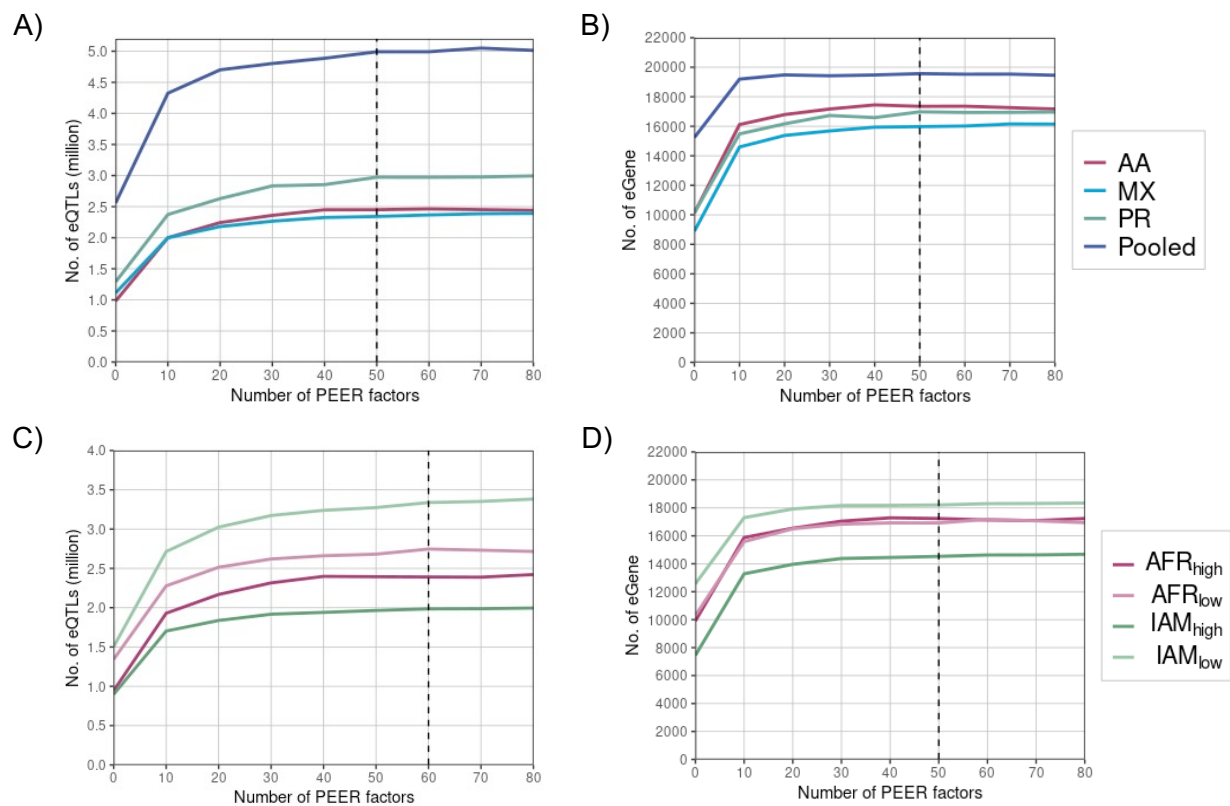 A)
No. of eQTLs (million)
5.0
4.5
4.0
3.5
3.0
2.5
2.0
1.5
1.0
0.5
0.0
0 10 20 30 40 50 60 70 80
Number of PEER factors
B)
No. of eGene
22000
20000
18000
16000
14000
12000
10000
8000
6000
4000
2000
0
0 10 20 30 40 50 60 70 80
Number of PEER factors
AA
MX
PR
Pooled
C)
No. of eQTLs (million)
4.0
3.5
3.0
2.5
2.0
1.5
1.0
0.5
0.0
0 10 20 30 40 50 60 70 80
Number of PEER factors
D)
No. of eGene
22000
20000
18000
16000
14000
12000
10000
8000
6000
4000
2000
0
0 10 20 30 40 50 60 70 80
Number of PEER factors
AFRhigh
AFRlow
IAMhigh
IAMlow